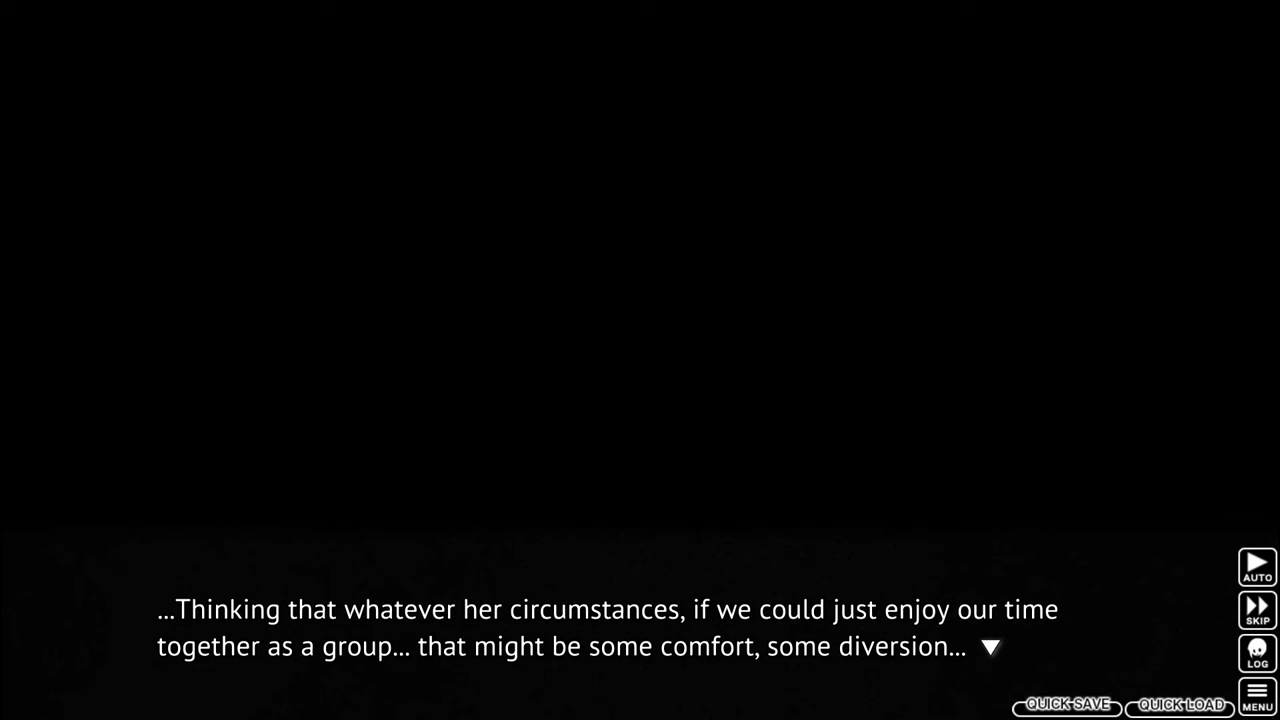 ...Thinking that whatever her circumstances, if we could just enjoy our time
together as a group... that might be some comfort, some diversion...
AUTO
SKIP
LOG
MENU
QUICK SAVE
QUICK LOAD